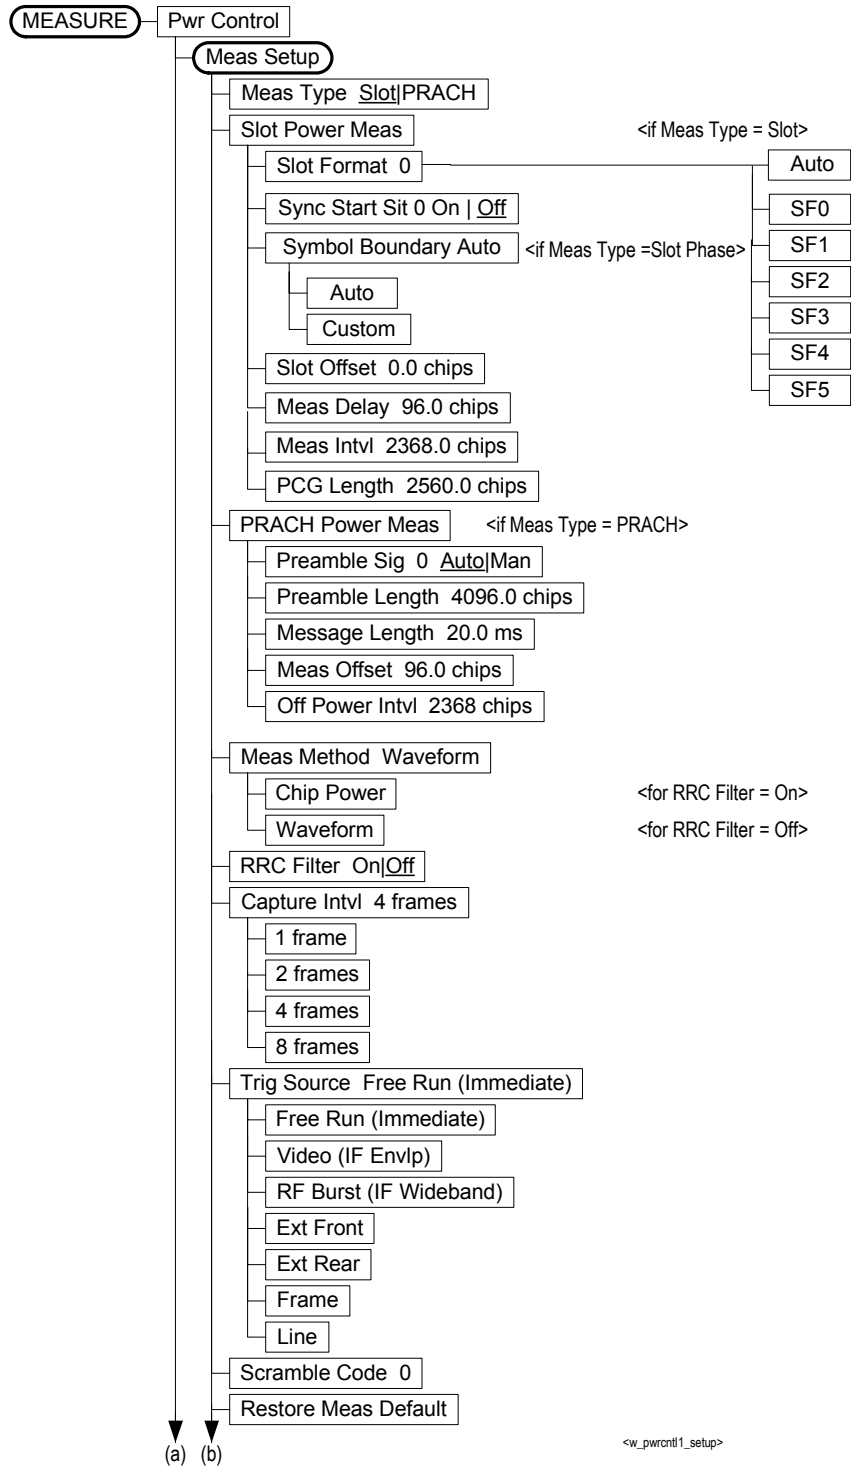 MEASURE Pwr Control
Meas Setup
Meas Type Slot|PRACH
Slot Power Meas <if Meas Type = Slot>
Slot Format 0 Auto
Sync Start Sit 0 On | Off SF0
Symbol Boundary Auto <if Meas Type =Slot Phase> SF1
Auto SF2
Custom SF3
Slot Offset 0.0 chips SF4
Meas Delay 96.0 chips SF5
Meas Intvl 2368.0 chips
PCG Length 2560.0 chips
PRACH Power Meas <if Meas Type = PRACH>
Preamble Sig 0 Auto|Man
Preamble Length 4096.0 chips
Message Length 20.0 ms
Meas Offset 96.0 chips
Off Power Intvl 2368 chips
Meas Method Waveform
Chip Power <for RRC Filter = On>
Waveform <for RRC Filter = Off>
RRC Filter On|Off
Capture Intvl 4 frames
1 frame
2 frames
4 frames
8 frames
Trig Source Free Run (Immediate)
Free Run (Immediate)
Video (IF Envlp)
RF Burst (IF Wideband)
Ext Front
Ext Rear
Frame
Line
Scramble Code 0
Restore Meas Default
(a) (b) <w_pwrcntl1_setup>